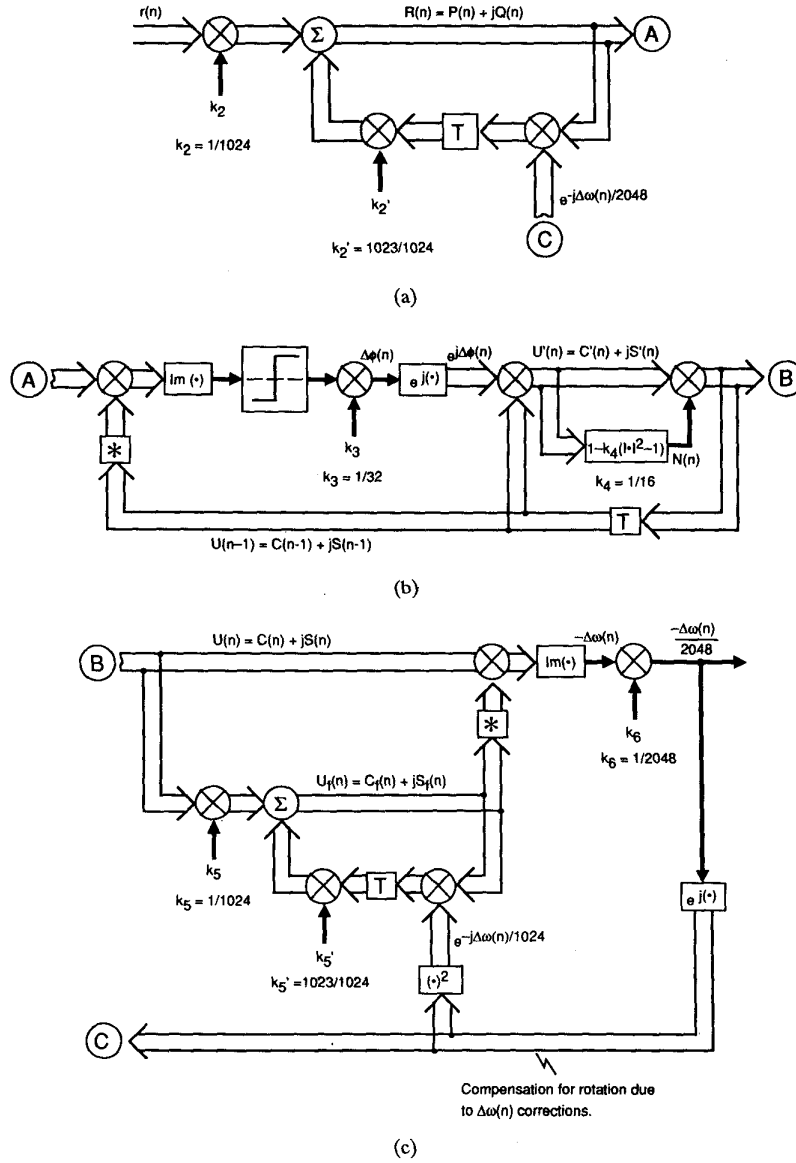 r(n)
R(n) = P(n) + jQ(n)
Σ
A
k2
k2 = 1/1024
T
k2'
k2' = 1023/1024
e-jΔω(n)/2048
C
(a)
A
Im (•)
Δϕ(n)
e j(•)
ejΔϕ(n)
U'(n) = C'(n) + jS'(n)
B
k3
k3 = 1/32
1–k4(|•|2–1)
N(n)
k4 = 1/16
*
T
U(n–1) = C(n-1) + jS(n-1)
(b)
B
U(n) = C(n) + jS(n)
Im(•)
-Δω(n)
-Δω(n)
2048
k6
k6 = 1/2048
*
Uf(n) = Cf(n) + jSf(n)
Σ
k5
k5 = 1/1024
T
k5'
k5' =1023/1024
e-jΔω(n)/1024
(•)2
e j(•)
C
Compensation for rotation due
to Δω(n) corrections.
(c)